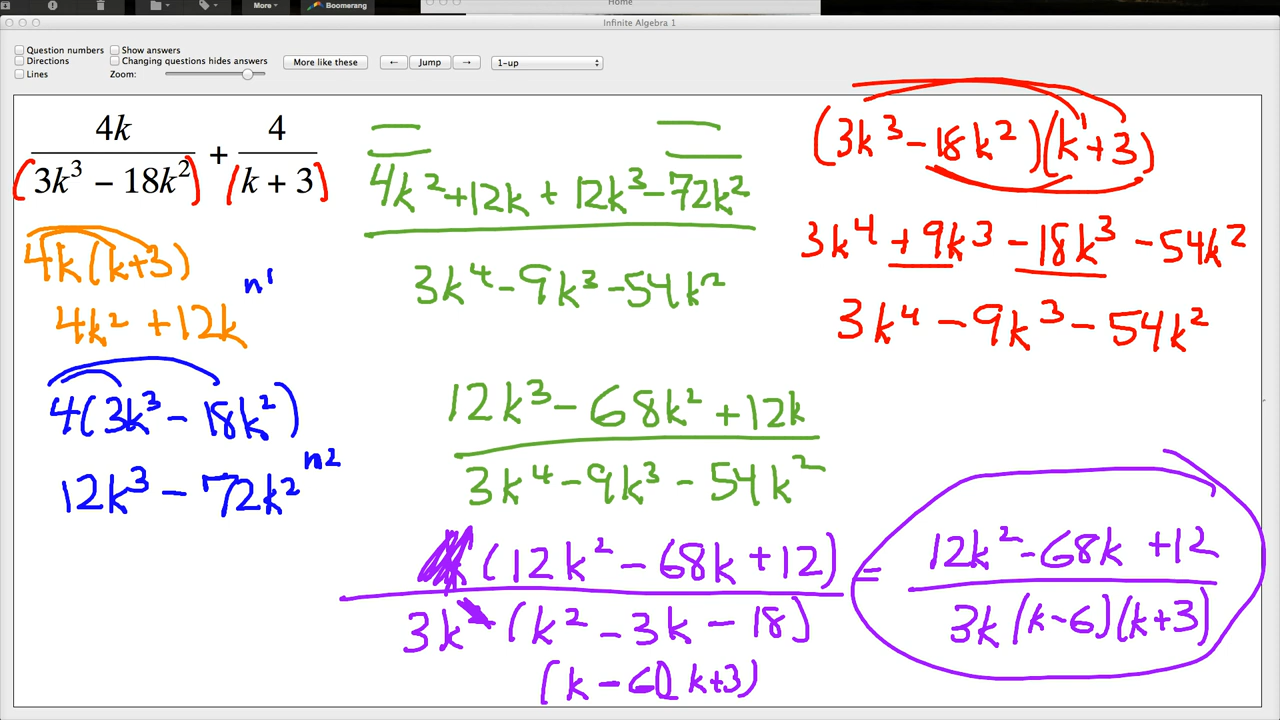 More
Boomerang
Home
Infinite Algebra 1
Question numbers
Show answers
Directions
Changing questions hides answers
Lines
Zoom:
More like these
←
Jump
→
1-up
4k/(3k³ − 18k²) + 4/(k + 3)
4k(k+3)
4k² + 12k
n1
4(3k³ − 18k²)
12k³ − 72k²
n2
4k² + 12k + 12k³ − 72k²
3k⁴ − 9k³ − 54k²
12k³ − 68k² + 12k
3k⁴ − 9k³ − 54k²
(12k² − 68k + 12)
3k (k² − 3k − 18)
(k − 6)(k+3)
(3k³ − 18k²)(k¹ + 3)
3k⁴ + 9k³ − 18k³ − 54k²
3k⁴ − 9k³ − 54k²
=
12k² − 68k + 12
3k(k−6)(k+3)